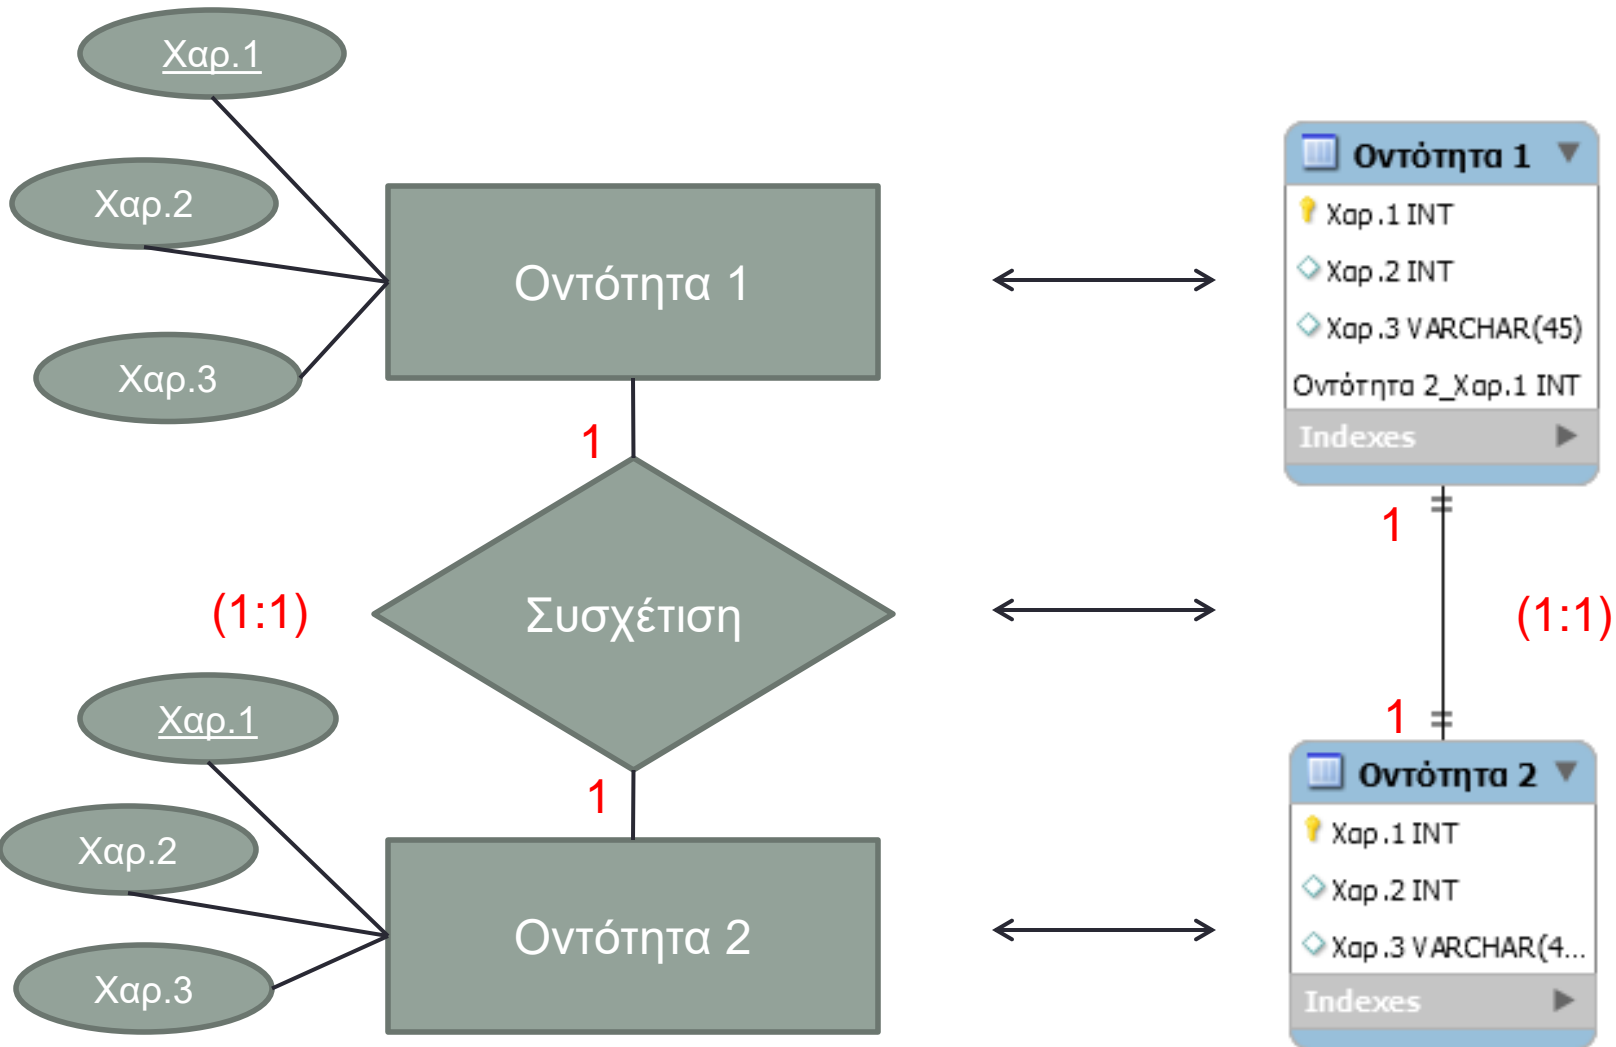 Χαρ.1
Χαρ.2
Χαρ.3
Οντότητα 1
1
(1:1)
Συσχέτιση
1
Χαρ.1
Χαρ.2
Χαρ.3
Οντότητα 2
Οντότητα 1
Χαρ.1 INT
Χαρ.2 INT
Χαρ.3 VARCHAR(45)
Οντότητα 2_Χαρ.1 INT
Indexes
1
(1:1)
1
Οντότητα 2
Χαρ.1 INT
Χαρ.2 INT
Χαρ.3 VARCHAR(4...
Indexes